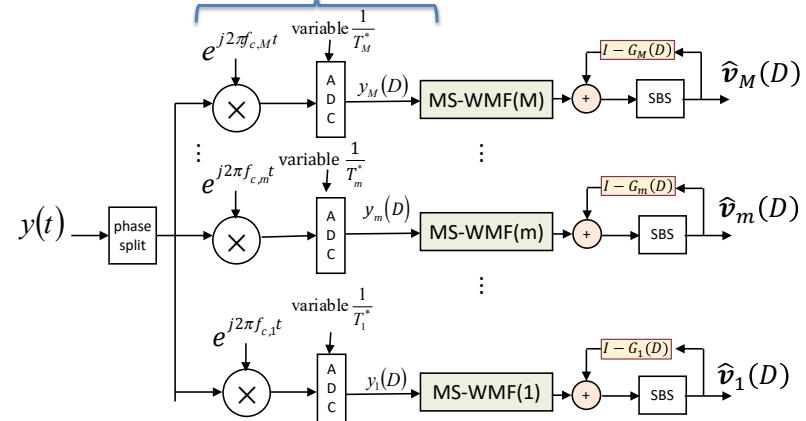 variable 1/T*_M
e^{j2πf_{c,M}t}
A D C
y_M(D)
MS-WMF(M)
+
I − G_M(D)
SBS
v̂_M(D)
×
⋮
⋮
variable 1/T*_m
e^{j2πf_{c,m}t}
y(t)
phase split
×
A D C
y_m(D)
MS-WMF(m)
+
I − G_m(D)
SBS
v̂_m(D)
⋮
variable 1/T*_1
e^{j2πf_{c,1}t}
×
A D C
y_1(D)
MS-WMF(1)
+
I − G_1(D)
SBS
v̂_1(D)